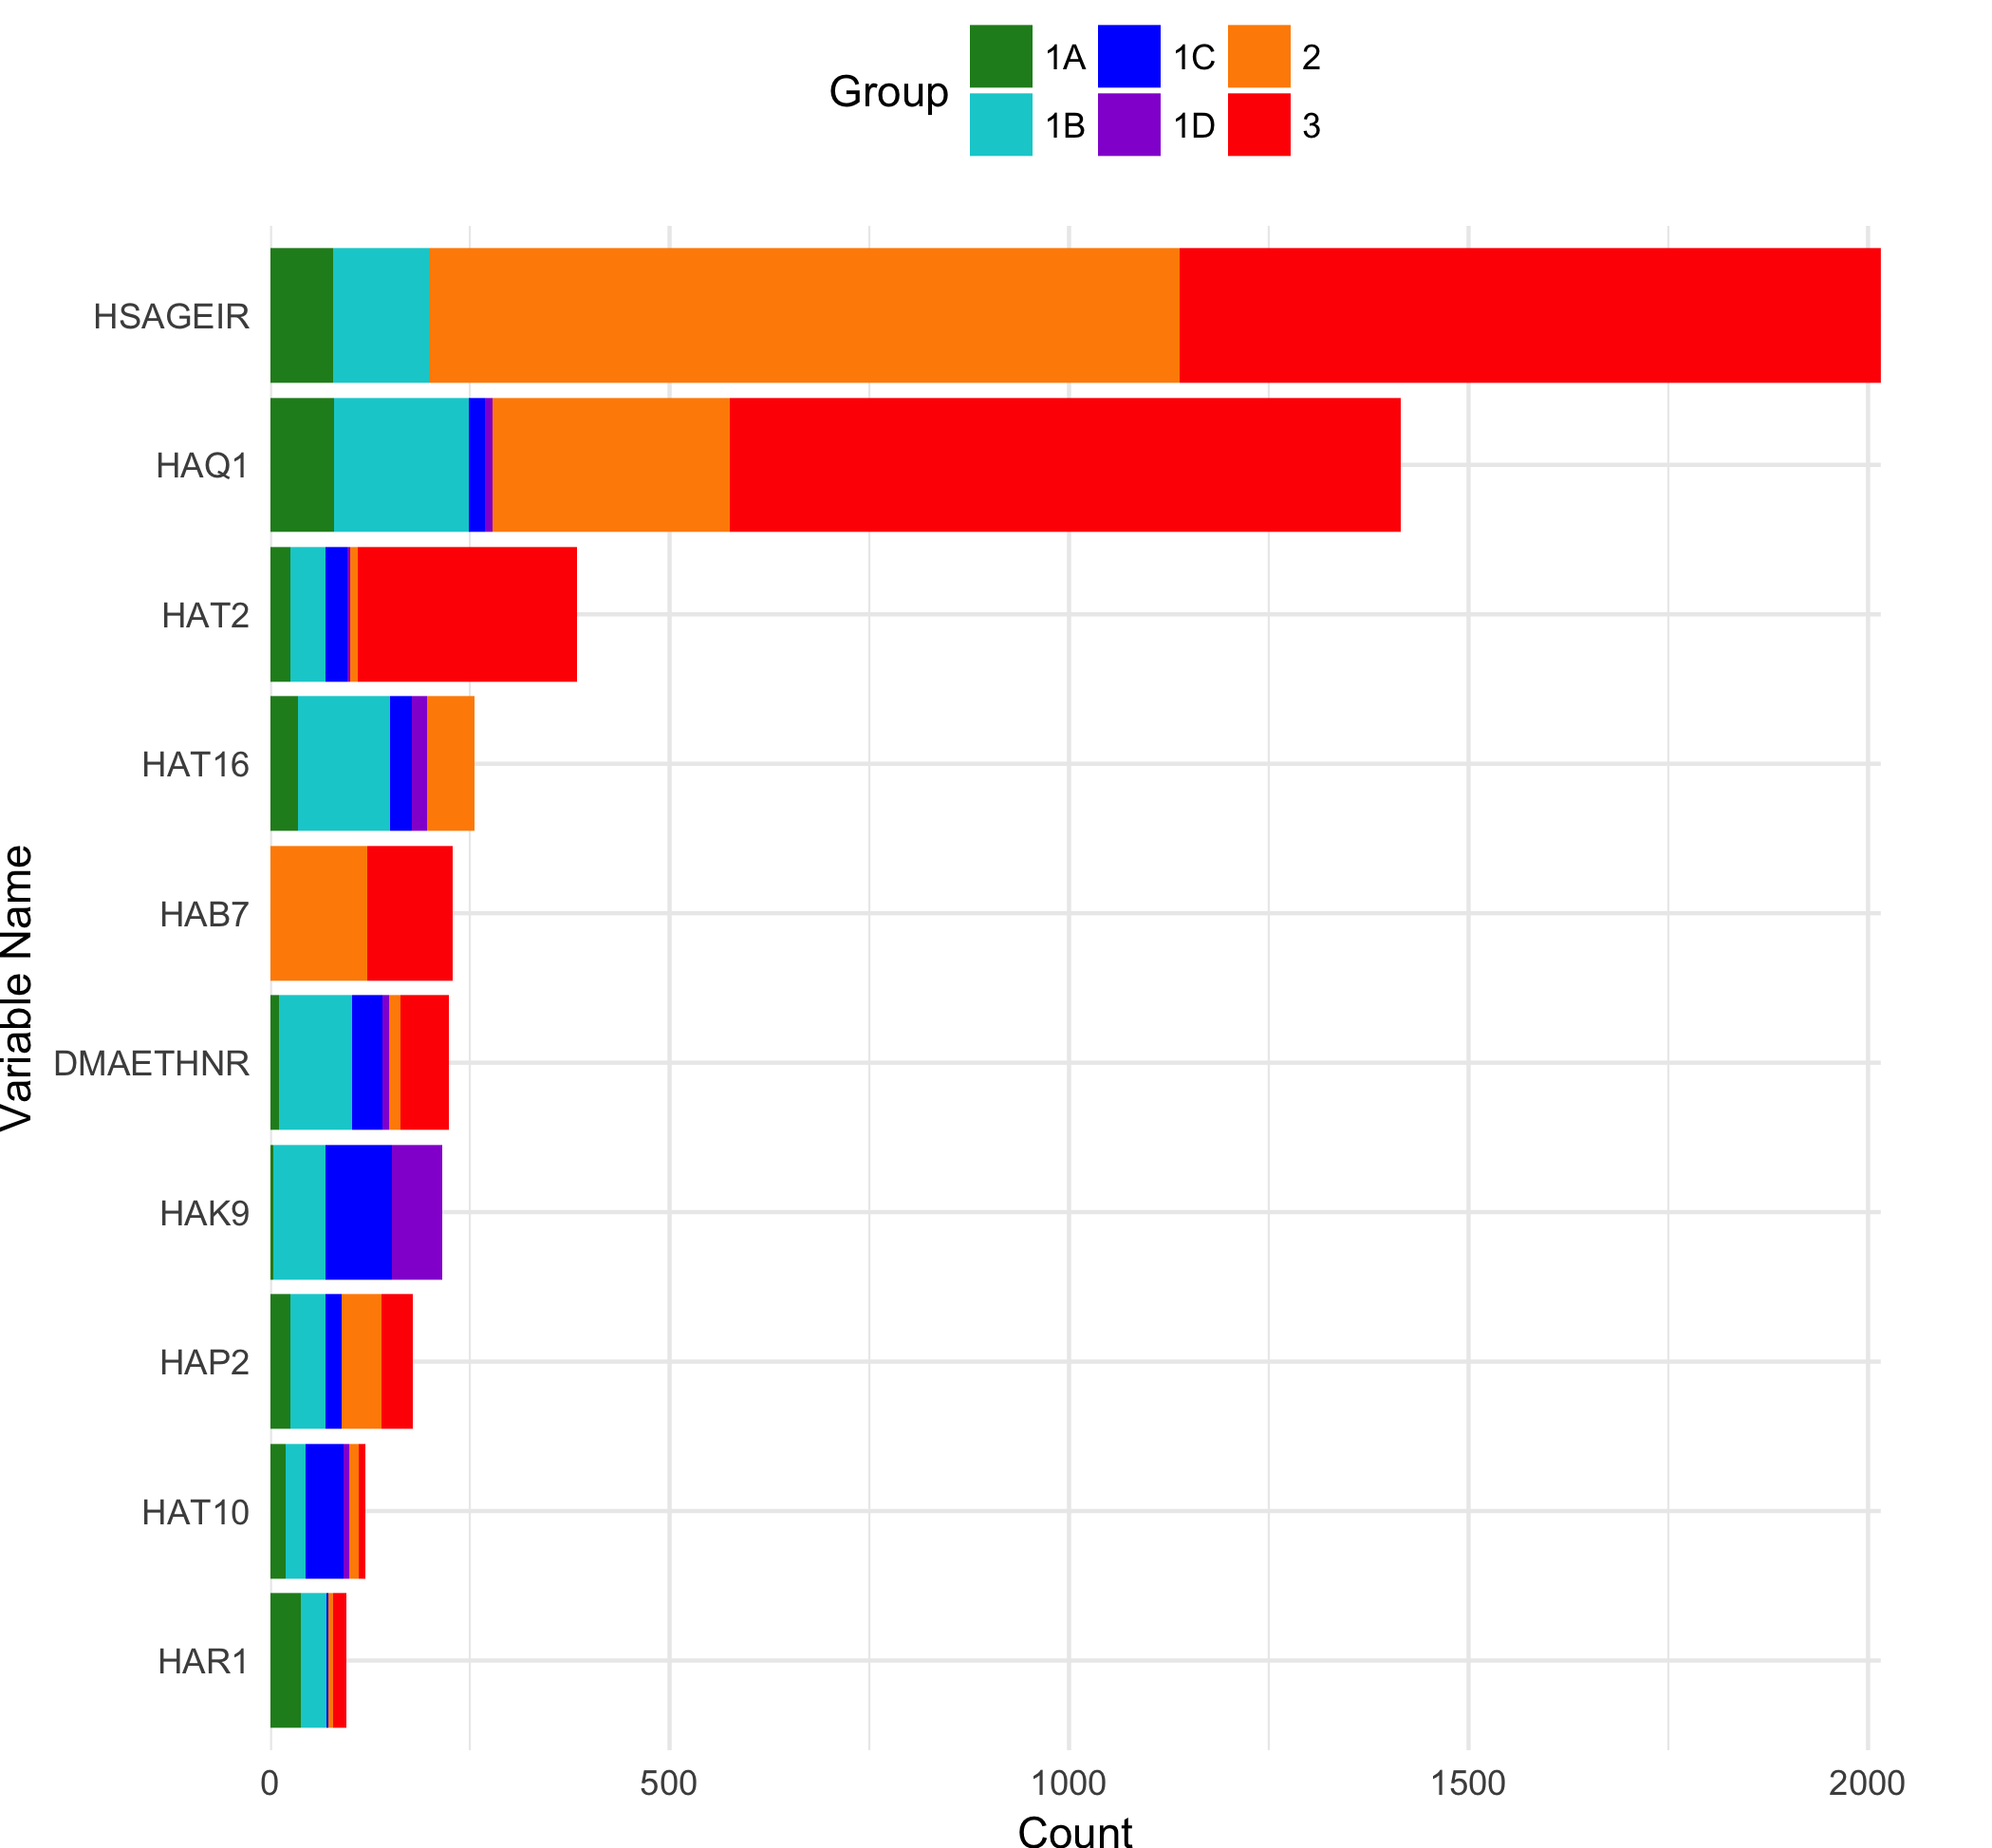 Group
1A 1C 2
1B 1D 3
HSAGEIR
HAQ1
HAT2
HAT16
HAB7
DMAETHNR
HAK9
HAP2
HAT10
HAR1
Variable Name
0 500 1000 1500 2000
Count